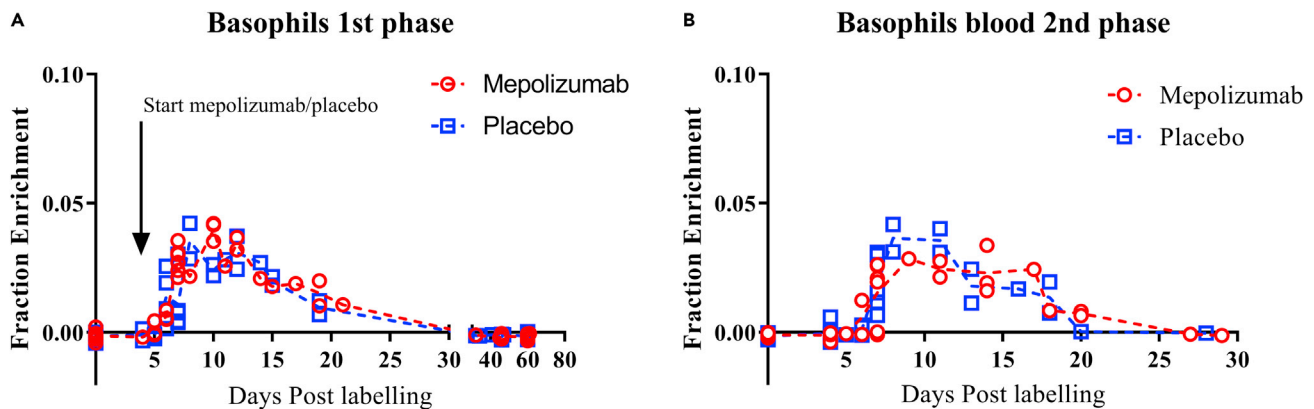 A
Basophils 1st phase
0.10
0.05
0.00
Fraction Enrichment
Start mepolizumab/placebo
Mepolizumab
Placebo
5 10 15 20 25 30 40 60 80
Days Post labelling
B
Basophils blood 2nd phase
0.10
0.05
0.00
Fraction Enrichment
Mepolizumab
Placebo
5 10 15 20 25 30
Days Post labelling